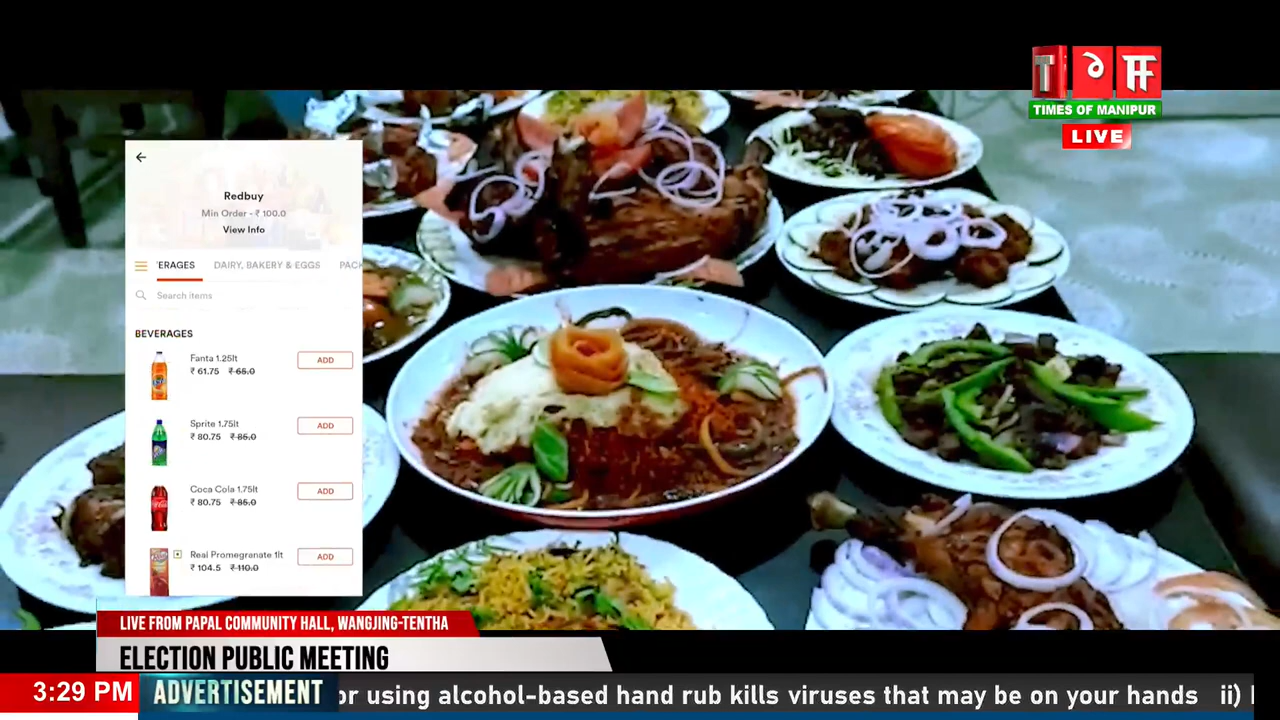 T ə ਜ
TIMES OF MANIPUR
LIVE
Redbuy
Min Order - ₹ 100.0
View Info
'ERAGES DAIRY, BAKERY & EGGS PACK
Search items
BEVERAGES
Fanta 1.25lt
₹ 61.75 ₹ 65.0
ADD
Sprite 1.75lt
₹ 80.75 ₹ 85.0
ADD
Coca Cola 1.75lt
₹ 80.75 ₹ 85.0
ADD
Real Promegranate 1lt
₹ 104.5 ₹ 110.0
ADD
LIVE FROM PAPAL COMMUNITY HALL, WANGJING-TENTHA
ELECTION PUBLIC MEETING
3:29 PM ADVERTISEMENT or using alcohol-based hand rub kills viruses that may be on your hands ii)